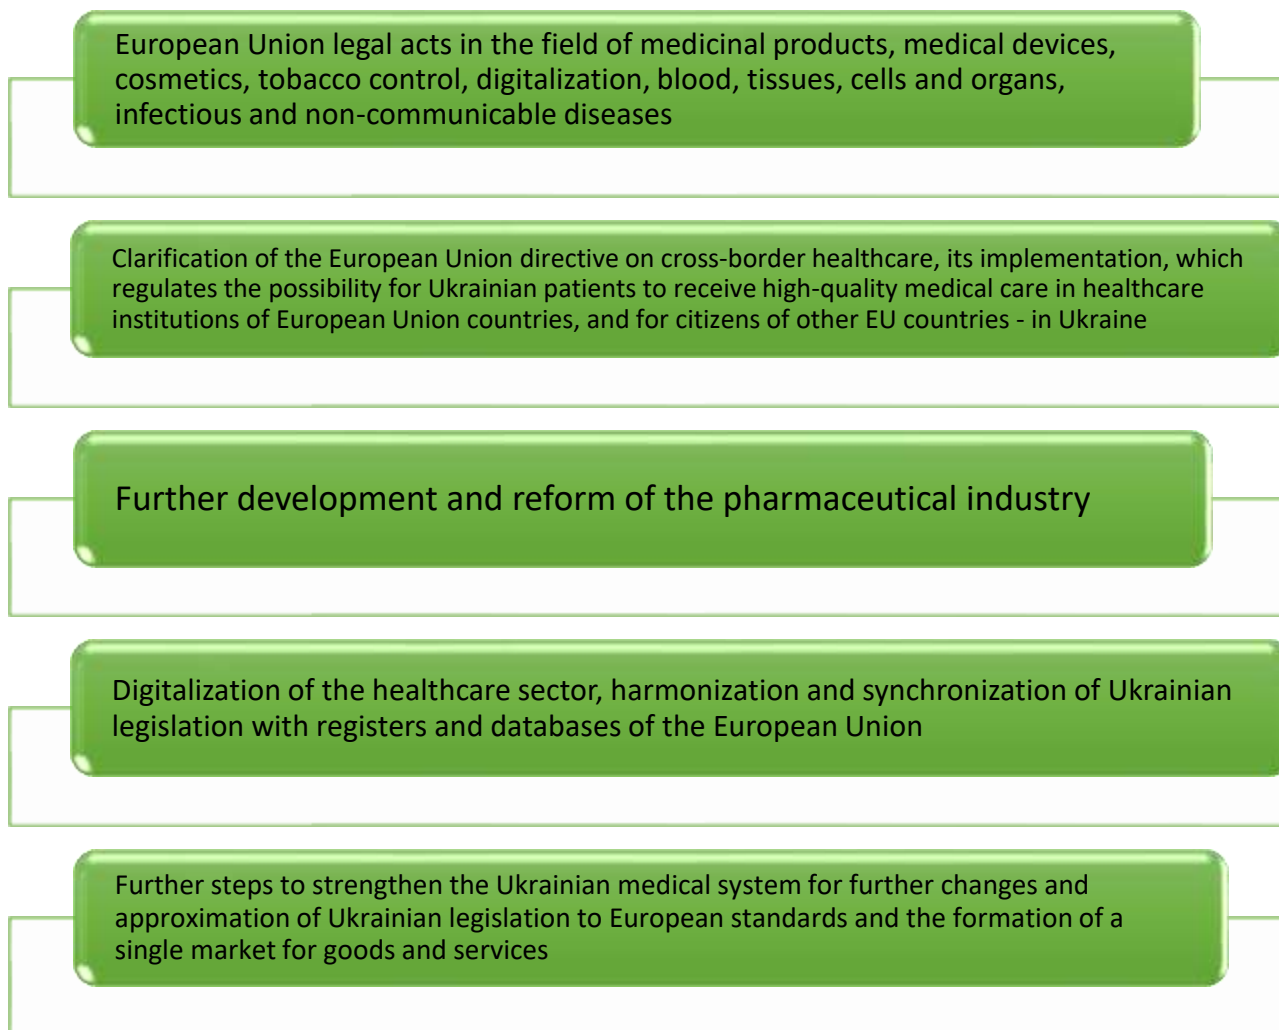 European Union legal acts in the field of medicinal products, medical devices,
cosmetics, tobacco control, digitalization, blood, tissues, cells and organs,
infectious and non-communicable diseases
Clarification of the European Union directive on cross-border healthcare, its implementation, which
regulates the possibility for Ukrainian patients to receive high-quality medical care in healthcare
institutions of European Union countries, and for citizens of other EU countries - in Ukraine
Further development and reform of the pharmaceutical industry
Digitalization of the healthcare sector, harmonization and synchronization of Ukrainian
legislation with registers and databases of the European Union
Further steps to strengthen the Ukrainian medical system for further changes and
approximation of Ukrainian legislation to European standards and the formation of a
single market for goods and services